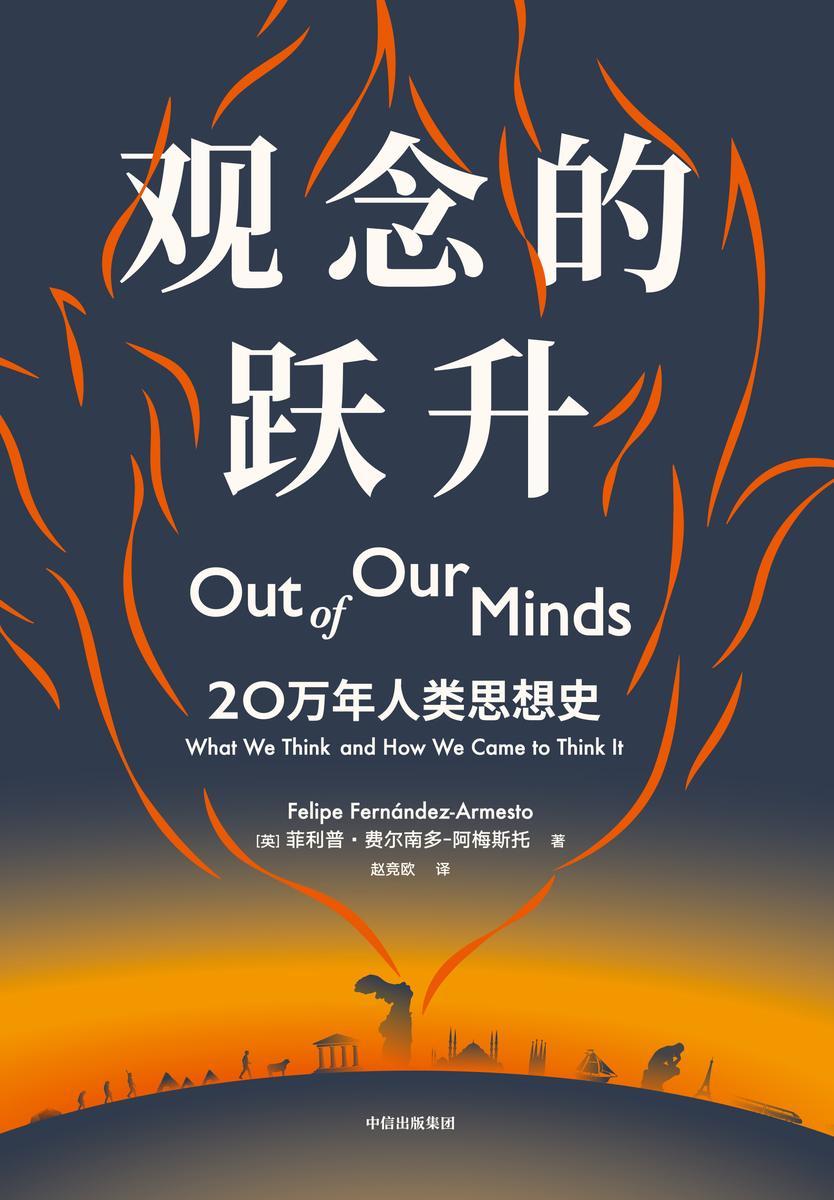 观念的
跃升
Out of Our Minds
20万年人类思想史
What We Think and How We Came to Think It
Felipe Fernández-Armesto
[英] 菲利普·费尔南多-阿梅斯托 著
赵竞欧 译
中信出版集团